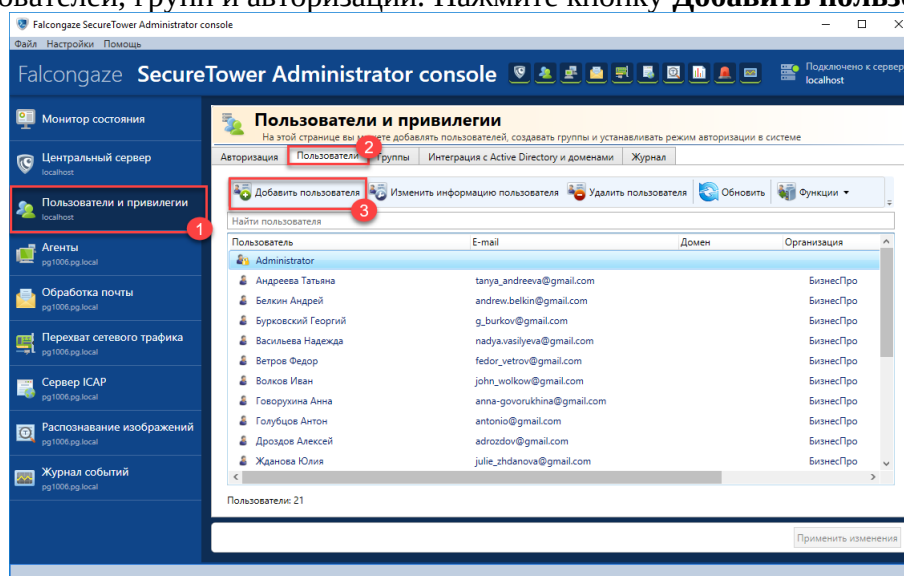 ователей, групп и авторизации. Нажмите кнопку Добавить пользо
Falcongaze SecureTower Administrator console
Файл Настройки Помощь
Falcongaze SecureTower Administrator console
Подключено к сервер
localhost
Монитор состояния
Центральный сервер
localhost
Пользователи и привилегии
localhost
1
Агенты
pg1006.pg.local
Обработка почты
pg1006.pg.local
Перехват сетевого трафика
pg1006.pg.local
Сервер ICAP
pg1006.pg.local
Распознавание изображений
pg1006.pg.local
Журнал событий
pg1006.pg.local
Пользователи и привилегии
На этой странице вы можете добавлять пользователей, создавать группы и устанавливать режим авторизации в системе
2
Авторизация Пользователи Группы Интеграция с Active Directory и доменами Журнал
Добавить пользователя Изменить информацию пользователя Удалить пользователя Обновить Функции
3
Найти пользователя
Пользователь E-mail Домен Организация
Administrator
Андреева Татьяна tanya_andreeva@gmail.com БизнесПро
Белкин Андрей andrew.belkin@gmail.com БизнесПро
Бурковский Георгий g_burkov@gmail.com БизнесПро
Васильева Надежда nadya.vasilyeva@gmail.com БизнесПро
Ветров Федор fedor_vetrov@gmail.com БизнесПро
Волков Иван john_wolkow@gmail.com БизнесПро
Говорухина Анна anna-govorukhina@gmail.com БизнесПро
Голубцов Антон antonio@gmail.com БизнесПро
Дроздов Алексей adrozdov@gmail.com БизнесПро
Жданова Юлия julie_zhdanova@gmail.com БизнесПро
Пользователи: 21
Применить изменения